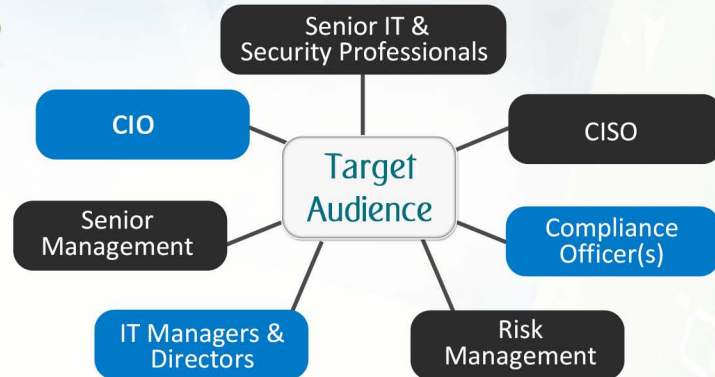 Senior IT &
Security Professionals
CIO
CISO
Target
Audience
Senior
Management
Compliance
Officer(s)
IT Managers &
Directors
Risk
Management